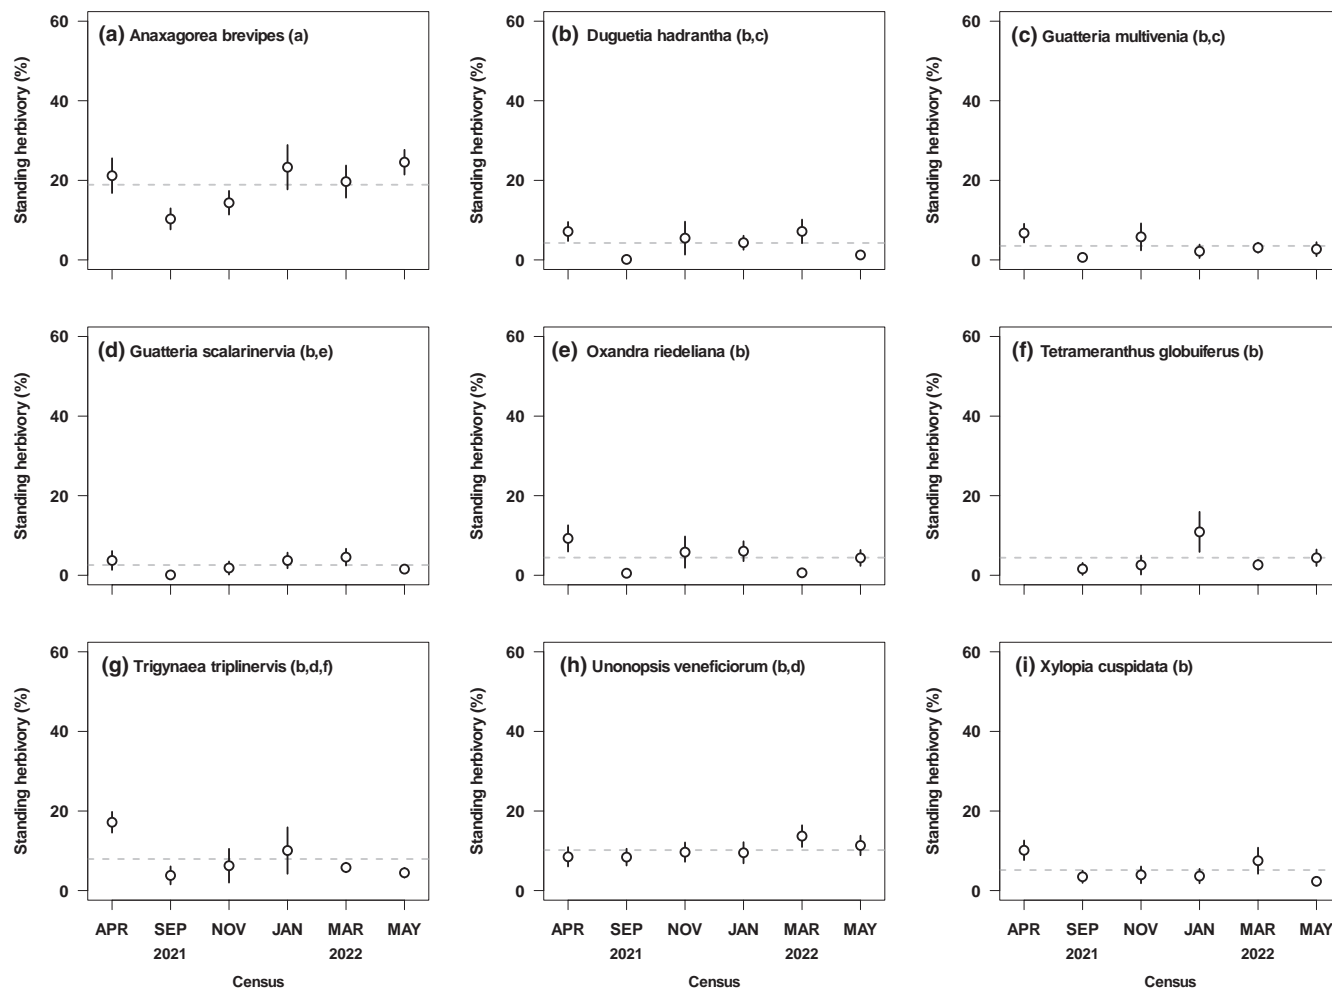 60
40
20
0
Standing herbivory (%)
(a) Anaxagorea brevipes (a)
60
40
20
0
Standing herbivory (%)
(b) Duguetia hadrantha (b,c)
60
40
20
0
Standing herbivory (%)
(c) Guatteria multivenia (b,c)
60
40
20
0
Standing herbivory (%)
(d) Guatteria scalarinervia (b,e)
60
40
20
0
Standing herbivory (%)
(e) Oxandra riedeliana (b)
60
40
20
0
Standing herbivory (%)
(f) Tetrameranthus globuiferus (b)
60
40
20
0
Standing herbivory (%)
(g) Trigynaea triplinervis (b,d,f)
APR SEP NOV JAN MAR MAY
2021 2022
Census
60
40
20
0
Standing herbivory (%)
(h) Unonopsis veneficiorum (b,d)
APR SEP NOV JAN MAR MAY
2021 2022
Census
60
40
20
0
Standing herbivory (%)
(i) Xylopia cuspidata (b)
APR SEP NOV JAN MAR MAY
2021 2022
Census